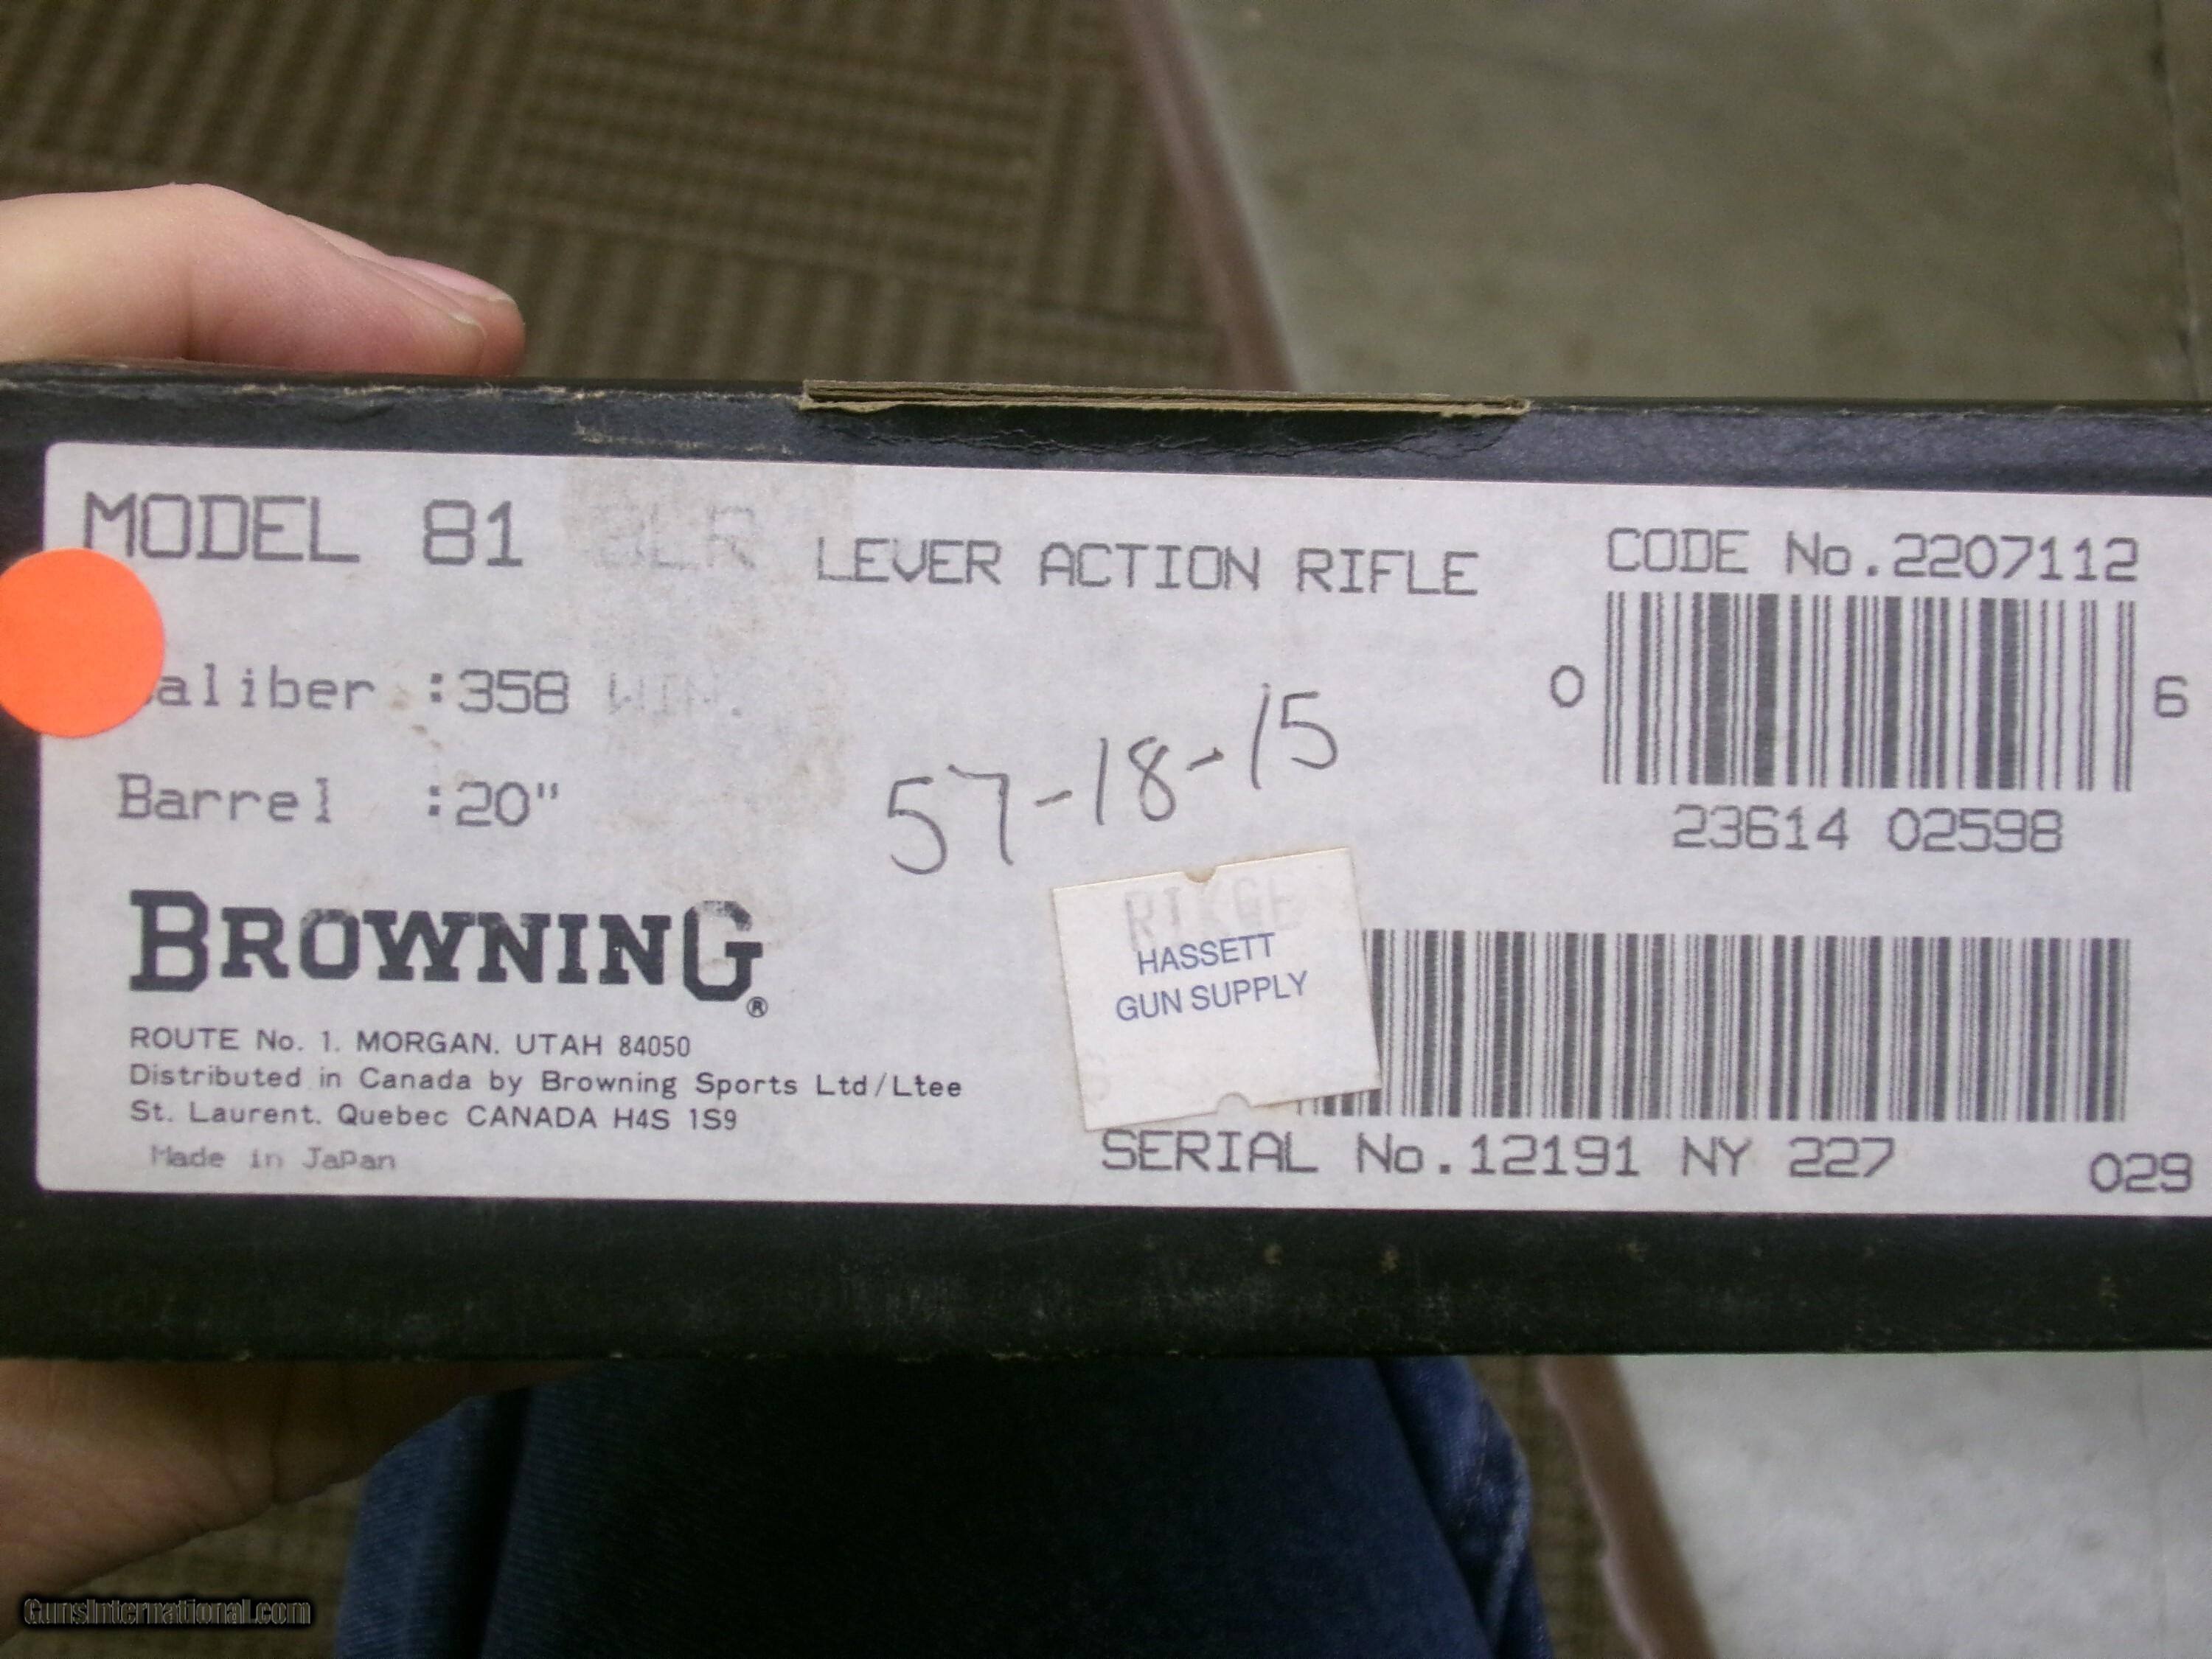 MODEL 81 BLR LEVER ACTION RIFLE
CODE No.2207112
aliber :358 WIN.
0 6
Barrel :20"
57-18-15
23614 02598
BROWNING®
HASSETT
GUN SUPPLY
ROUTE No. 1. MORGAN. UTAH 84050
Distributed in Canada by Browning Sports Ltd/Ltee
St. Laurent. Quebec CANADA H4S 1S9
Made in Japan
SERIAL No.12191 NY 227 029
GunsInternational.com